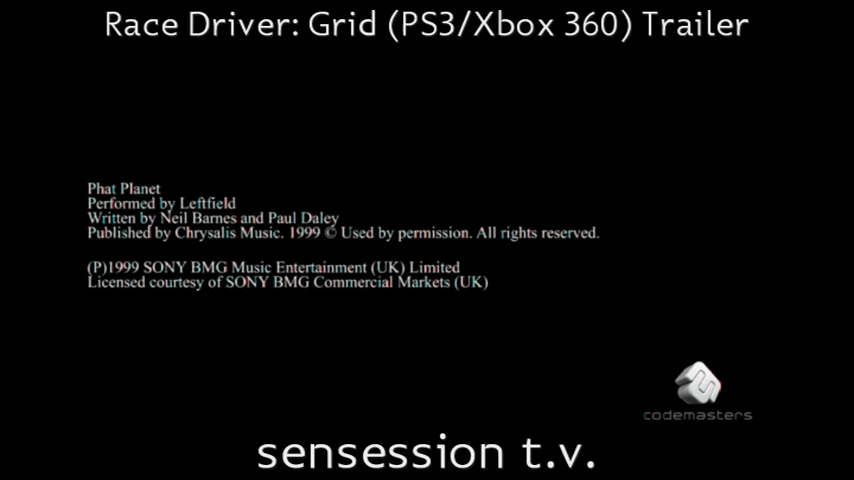 Race Driver: Grid (PS3/Xbox 360) Trailer
Phat Planet
Performed by Leftfield
Written by Neil Barnes and Paul Daley
Published by Chrysalis Music. 1999 © Used by permission. All rights reserved.
(P)1999 SONY BMG Music Entertainment (UK) Limited
Licensed courtesy of SONY BMG Commercial Markets (UK)
codemasters
sensession t.v.